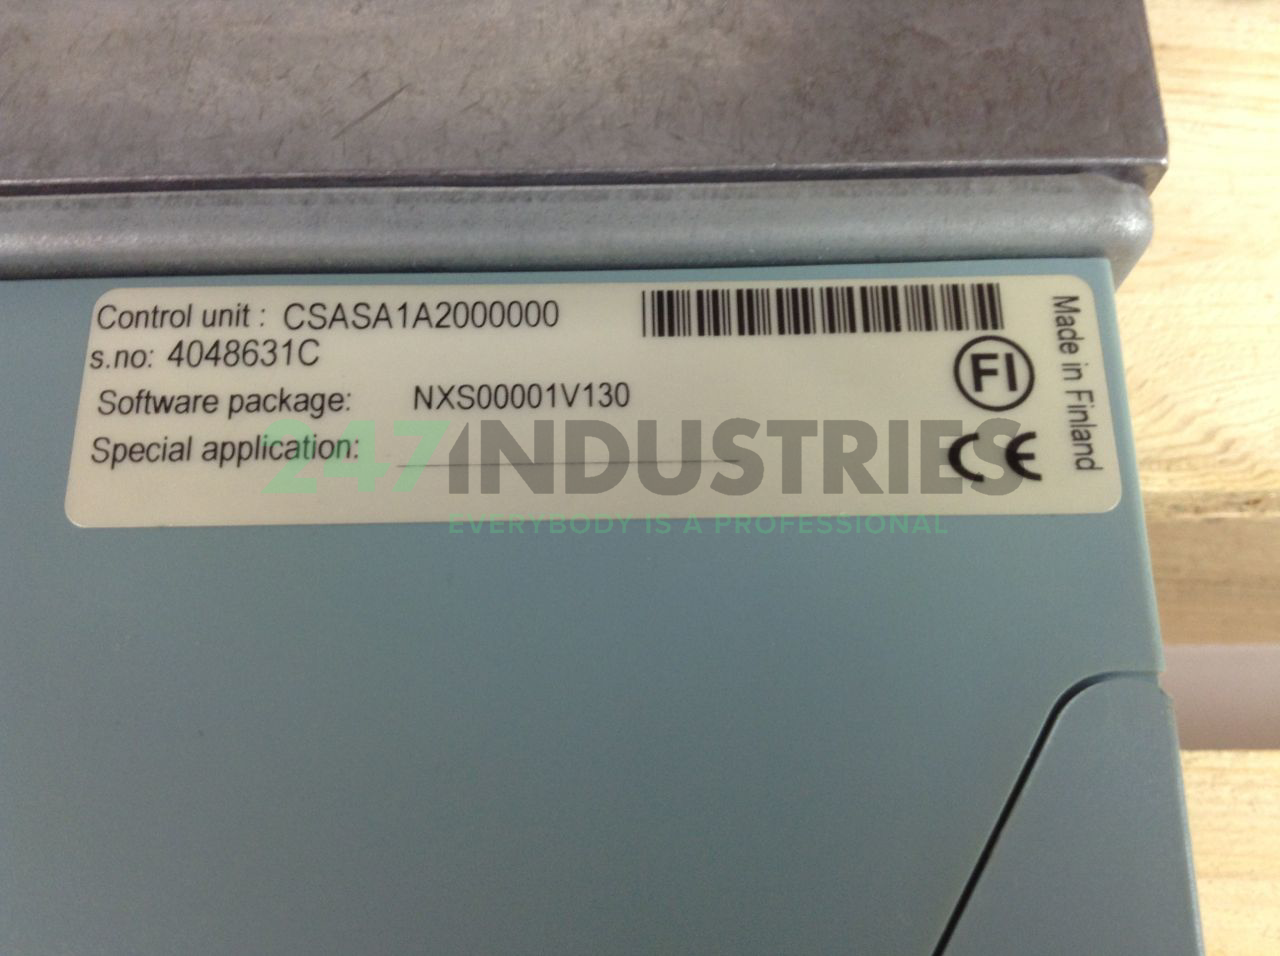 Control unit : CSASA1A2000000
s.no: 4048631C
Software package: NXS00001V130
Special application:
FI
CE
Made in Finland
247INDUSTRIES
EVERYBODY IS A PROFESSIONAL